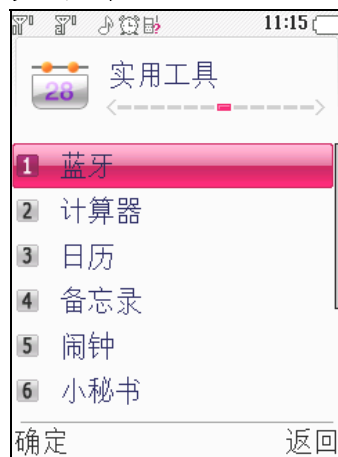 11:15
实用工具
28
1 蓝牙
2 计算器
3 日历
4 备忘录
5 闹钟
6 小秘书
确定 返回